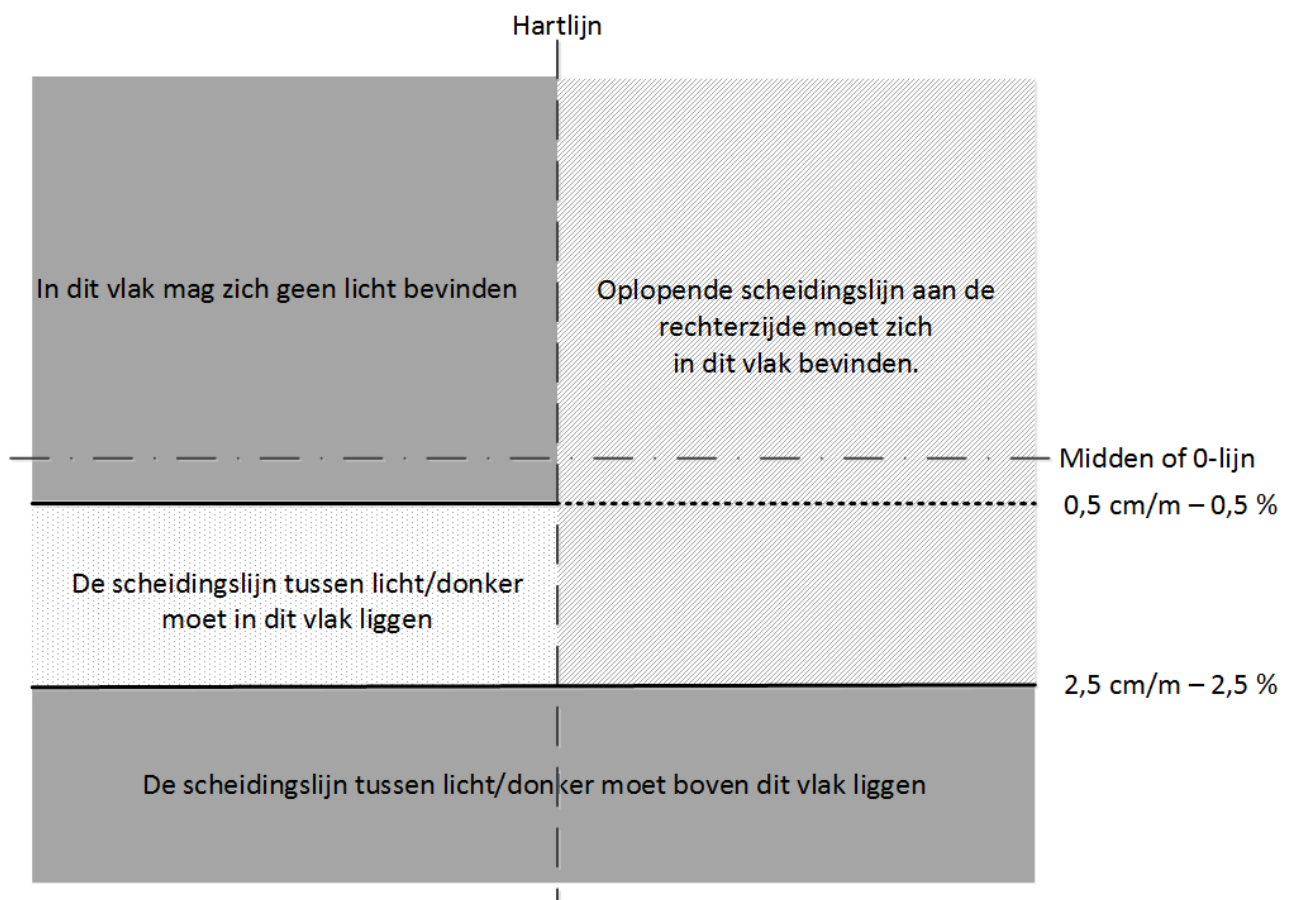 Hartlijn
In dit vlak mag zich geen licht bevinden
Oplopende scheidingslijn aan de
rechterzijde moet zich
in dit vlak bevinden.
Midden of 0-lijn
0,5 cm/m – 0,5 %
De scheidingslijn tussen licht/donker
moet in dit vlak liggen
2,5 cm/m – 2,5 %
De scheidingslijn tussen licht/donker moet boven dit vlak liggen